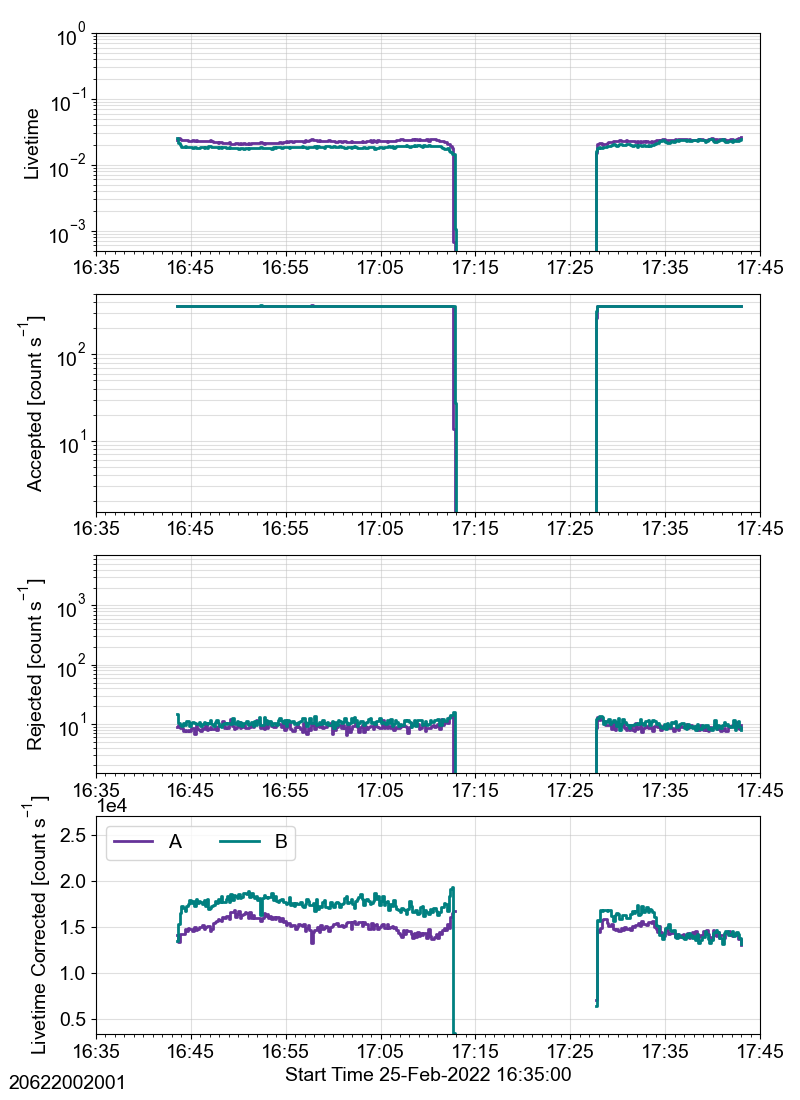 10⁰
10⁻¹
10⁻²
10⁻³
Livetime
16:35 16:45 16:55 17:05 17:15 17:25 17:35 17:45
10²
10¹
Accepted [count s⁻¹]
16:35 16:45 16:55 17:05 17:15 17:25 17:35 17:45
10³
10²
10¹
Rejected [count s⁻¹]
16:35 16:45 16:55 17:05 17:15 17:25 17:35 17:45
1e4
A B
2.5
2.0
1.5
1.0
0.5
Livetime Corrected [count s⁻¹]
16:35 16:45 16:55 17:05 17:15 17:25 17:35 17:45
Start Time 25-Feb-2022 16:35:00
20622002001